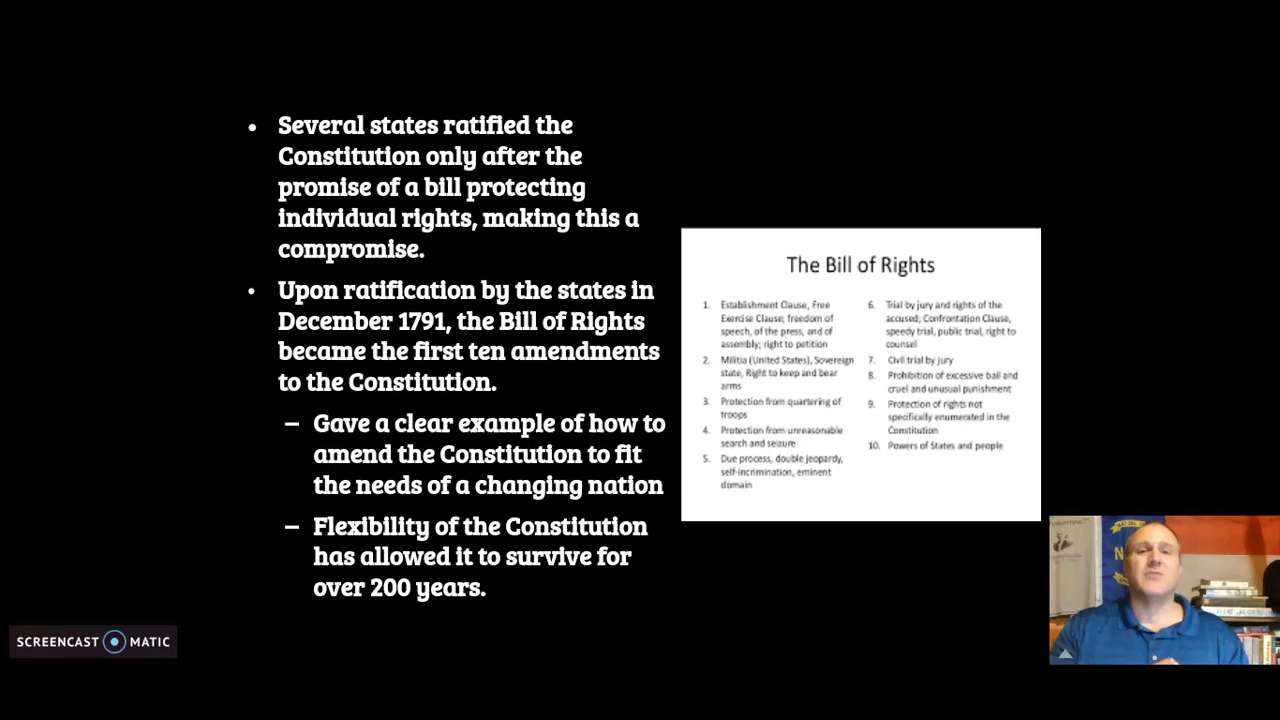 • Several states ratified the
Constitution only after the
promise of a bill protecting
individual rights, making this a
compromise.
• Upon ratification by the states in
December 1791, the Bill of Rights
became the first ten amendments
to the Constitution.
– Gave a clear example of how to
amend the Constitution to fit
the needs of a changing nation
– Flexibility of the Constitution
has allowed it to survive for
over 200 years.
The Bill of Rights
1. Establishment Clause, Free
Exercise Clause; freedom of
speech, of the press, and of
assembly; right to petition
2. Militia (United States), Sovereign
state, Right to keep and bear
arms
3. Protection from quartering of
troops
4. Protection from unreasonable
search and seizure
5. Due process, double jeopardy,
self-incrimination, eminent
domain
6. Trial by jury and rights of the
accused; Confrontation Clause,
speedy trial, public trial, right to
counsel
7. Civil trial by jury
8. Prohibition of excessive bail and
cruel and unusual punishment
9. Protection of rights not
specifically enumerated in the
Constitution
10. Powers of States and people
SCREENCAST MATIC